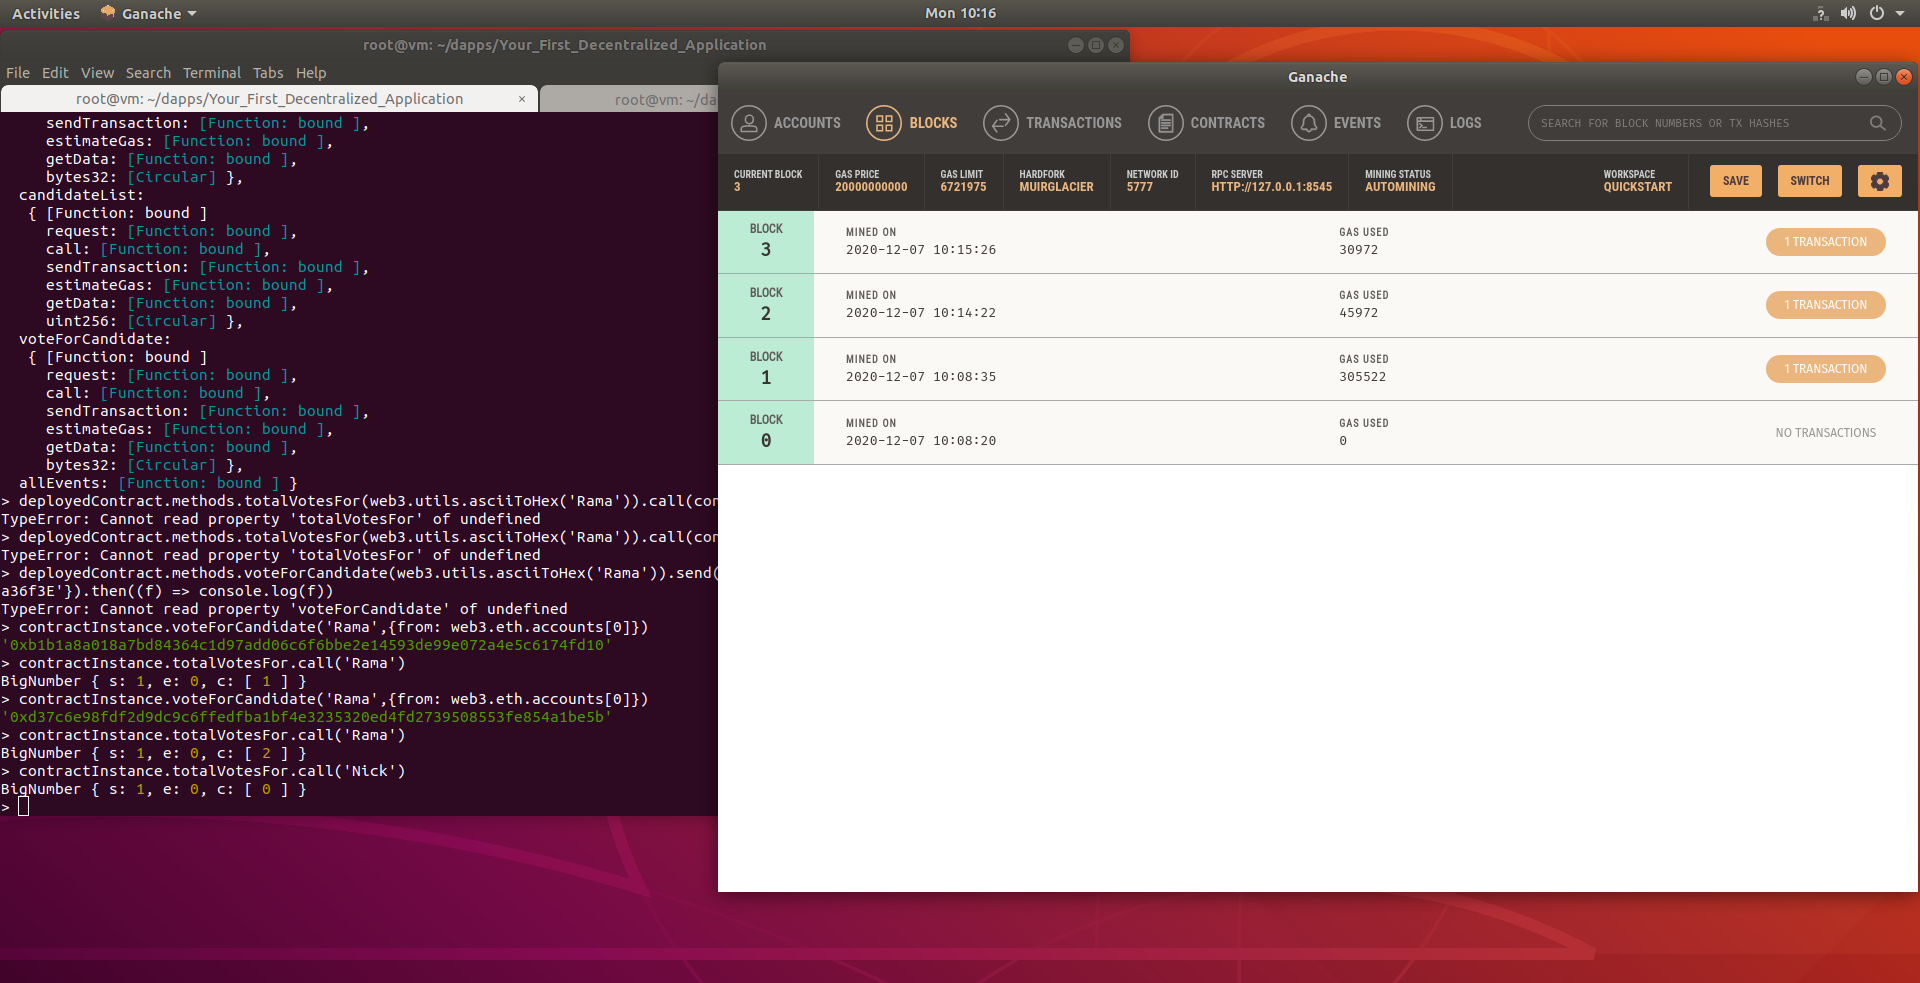 Activities Ganache Mon 10:16
root@vm: ~/dapps/Your_First_Decentralized_Application
File Edit View Search Terminal Tabs Help
root@vm: ~/dapps/Your_First_Decentralized_Application × root@vm: ~/da
sendTransaction: [Function: bound ],
estimateGas: [Function: bound ],
getData: [Function: bound ],
bytes32: [Circular] },
candidateList:
{ [Function: bound ]
request: [Function: bound ],
call: [Function: bound ],
sendTransaction: [Function: bound ],
estimateGas: [Function: bound ],
getData: [Function: bound ],
uint256: [Circular] },
voteForCandidate:
{ [Function: bound ]
request: [Function: bound ],
call: [Function: bound ],
sendTransaction: [Function: bound ],
estimateGas: [Function: bound ],
getData: [Function: bound ],
bytes32: [Circular] },
allEvents: [Function: bound ] }
> deployedContract.methods.totalVotesFor(web3.utils.asciiToHex('Rama')).call(con
TypeError: Cannot read property 'totalVotesFor' of undefined
> deployedContract.methods.totalVotesFor(web3.utils.asciiToHex('Rama')).call(con
TypeError: Cannot read property 'totalVotesFor' of undefined
> deployedContract.methods.voteForCandidate(web3.utils.asciiToHex('Rama')).send(
a36f3E'}).then((f) => console.log(f))
TypeError: Cannot read property 'voteForCandidate' of undefined
> contractInstance.voteForCandidate('Rama',{from: web3.eth.accounts[0]})
'0xb1b1a8a018a7bd84364c1d97add06c6f6bbe2e14593de99e072a4e5c6174fd10'
> contractInstance.totalVotesFor.call('Rama')
BigNumber { s: 1, e: 0, c: [ 1 ] }
> contractInstance.voteForCandidate('Rama',{from: web3.eth.accounts[0]})
'0xd37c6e98fdf2d9dc9c6ffedfba1bf4e3235320ed4fd2739508553fe854a1be5b'
> contractInstance.totalVotesFor.call('Rama')
BigNumber { s: 1, e: 0, c: [ 2 ] }
> contractInstance.totalVotesFor.call('Nick')
BigNumber { s: 1, e: 0, c: [ 0 ] }
>
Ganache
ACCOUNTS BLOCKS TRANSACTIONS CONTRACTS EVENTS LOGS SEARCH FOR BLOCK NUMBERS OR TX HASHES
CURRENT BLOCK GAS PRICE GAS LIMIT HARDFORK NETWORK ID RPC SERVER MINING STATUS WORKSPACE
3 20000000000 6721975 MUIRGLACIER 5777 HTTP://127.0.0.1:8545 AUTOMINING QUICKSTART SAVE SWITCH
BLOCK MINED ON GAS USED
3 2020-12-07 10:15:26 30972 1 TRANSACTION
BLOCK MINED ON GAS USED
2 2020-12-07 10:14:22 45972 1 TRANSACTION
BLOCK MINED ON GAS USED
1 2020-12-07 10:08:35 305522 1 TRANSACTION
BLOCK MINED ON GAS USED
0 2020-12-07 10:08:20 0 NO TRANSACTIONS